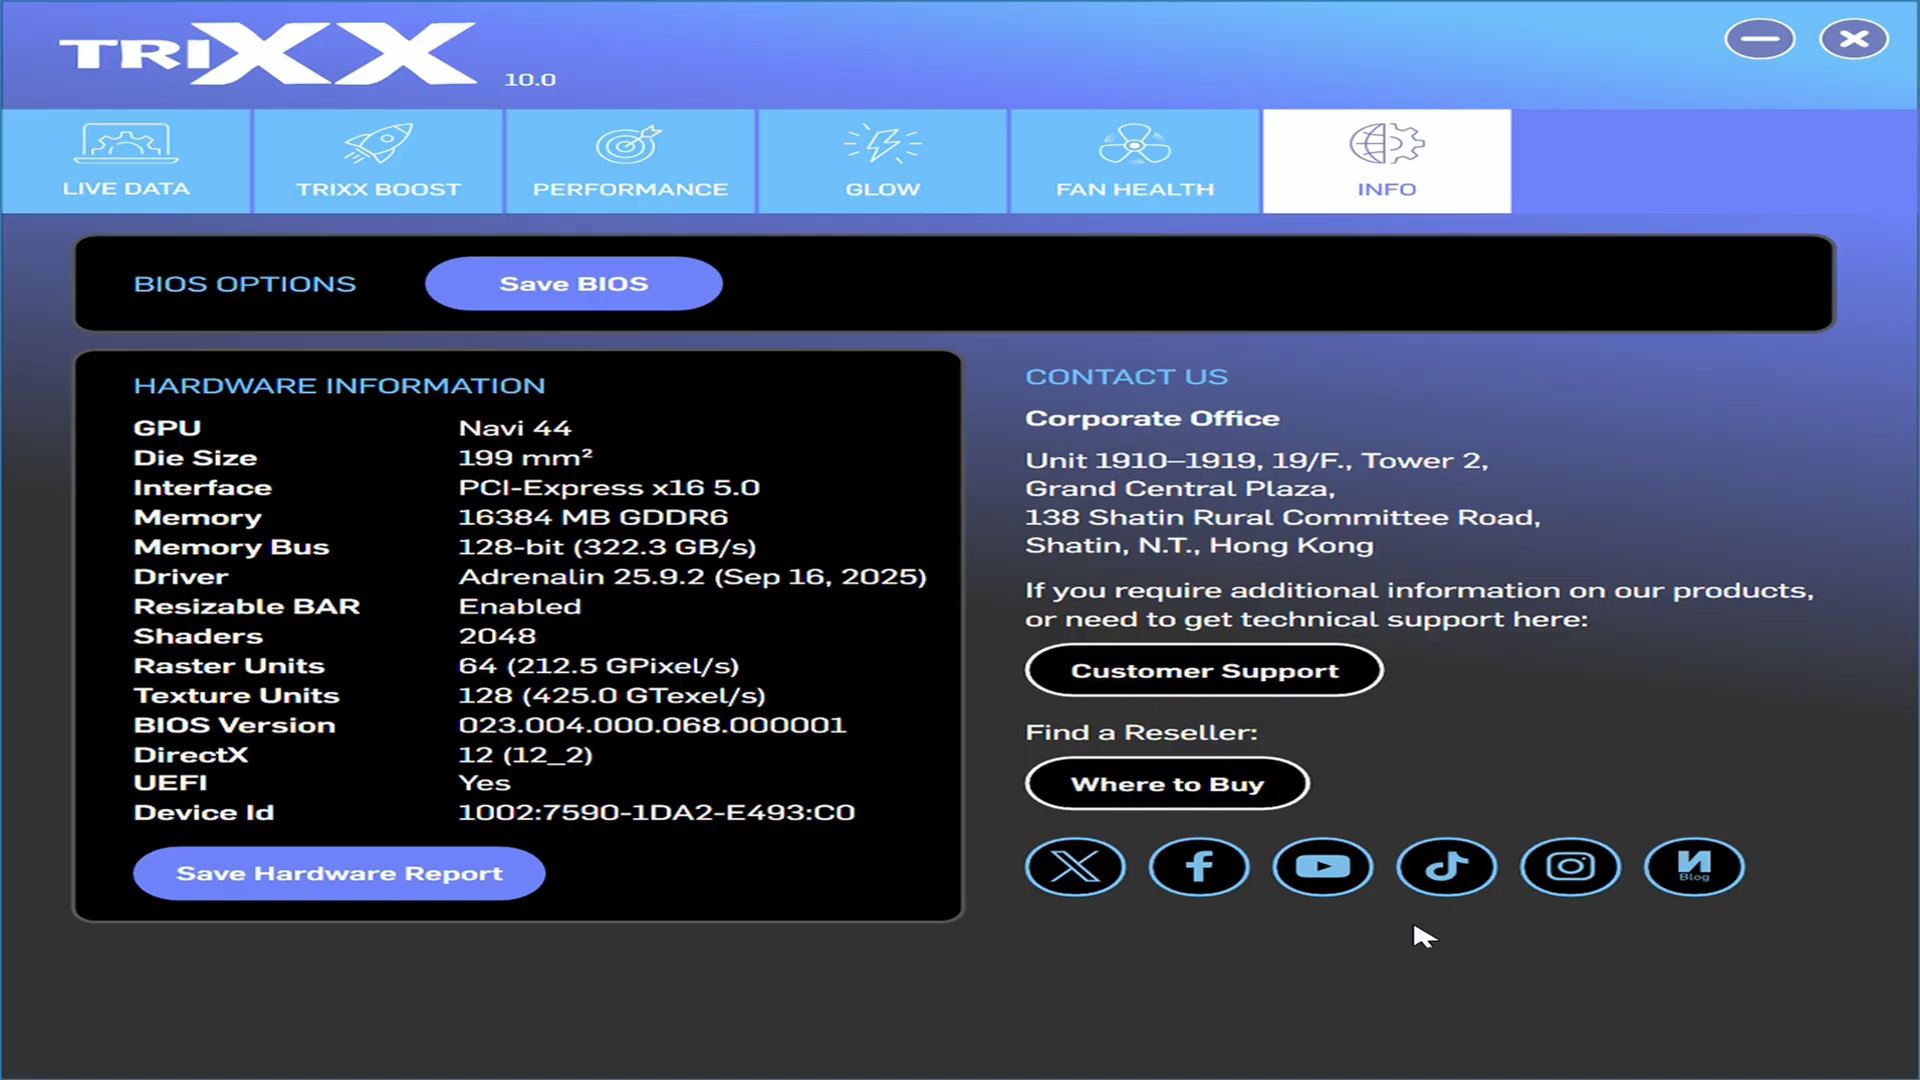 TRIXX 10.0
LIVE DATA
TRIXX BOOST
PERFORMANCE
GLOW
FAN HEALTH
INFO
BIOS OPTIONS
Save BIOS
HARDWARE INFORMATION
GPU Navi 44
Die Size 199 mm²
Interface PCI-Express x16 5.0
Memory 16384 MB GDDR6
Memory Bus 128-bit (322.3 GB/s)
Driver Adrenalin 25.9.2 (Sep 16, 2025)
Resizable BAR Enabled
Shaders 2048
Raster Units 64 (212.5 GPixel/s)
Texture Units 128 (425.0 GTexel/s)
BIOS Version 023.004.000.068.000001
DirectX 12 (12_2)
UEFI Yes
Device Id 1002:7590-1DA2-E493:C0
Save Hardware Report
CONTACT US
Corporate Office
Unit 1910–1919, 19/F., Tower 2,
Grand Central Plaza,
138 Shatin Rural Committee Road,
Shatin, N.T., Hong Kong
If you require additional information on our products,
or need to get technical support here:
Customer Support
Find a Reseller:
Where to Buy
Blog